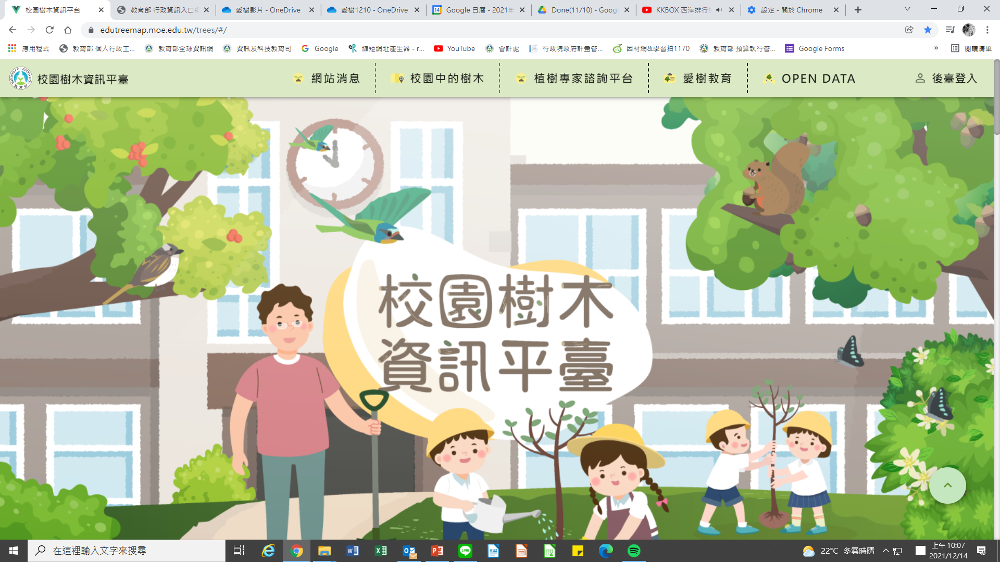 校園樹木資訊平台
教育部 行政資訊入口
愛樹影片 - OneDrive
愛樹1210 - OneDrive
Google 日曆 - 2021年
Done(11/10) - Googl
KKBOX 西洋排行
設定 - 關於 Chrome
edutreemap.moe.edu.tw/trees/#/
應用程式
教育部 個人行政工...
教育部全球資訊網
資訊及科技教育司
Google
縮短網址產生器 - r...
YouTube
會計處
行政院政府計畫管...
因材網&學習拍1170
教育部 預算執行管...
Google Forms
»
閱讀清單
校園樹木資訊平臺
網站消息
校園中的樹木
植樹專家諮詢平台
愛樹教育
OPEN DATA
後臺登入
校園樹木
資訊平臺
在這裡輸入文字來搜尋
22°C 多雲時晴
上午 10:07
2021/12/14